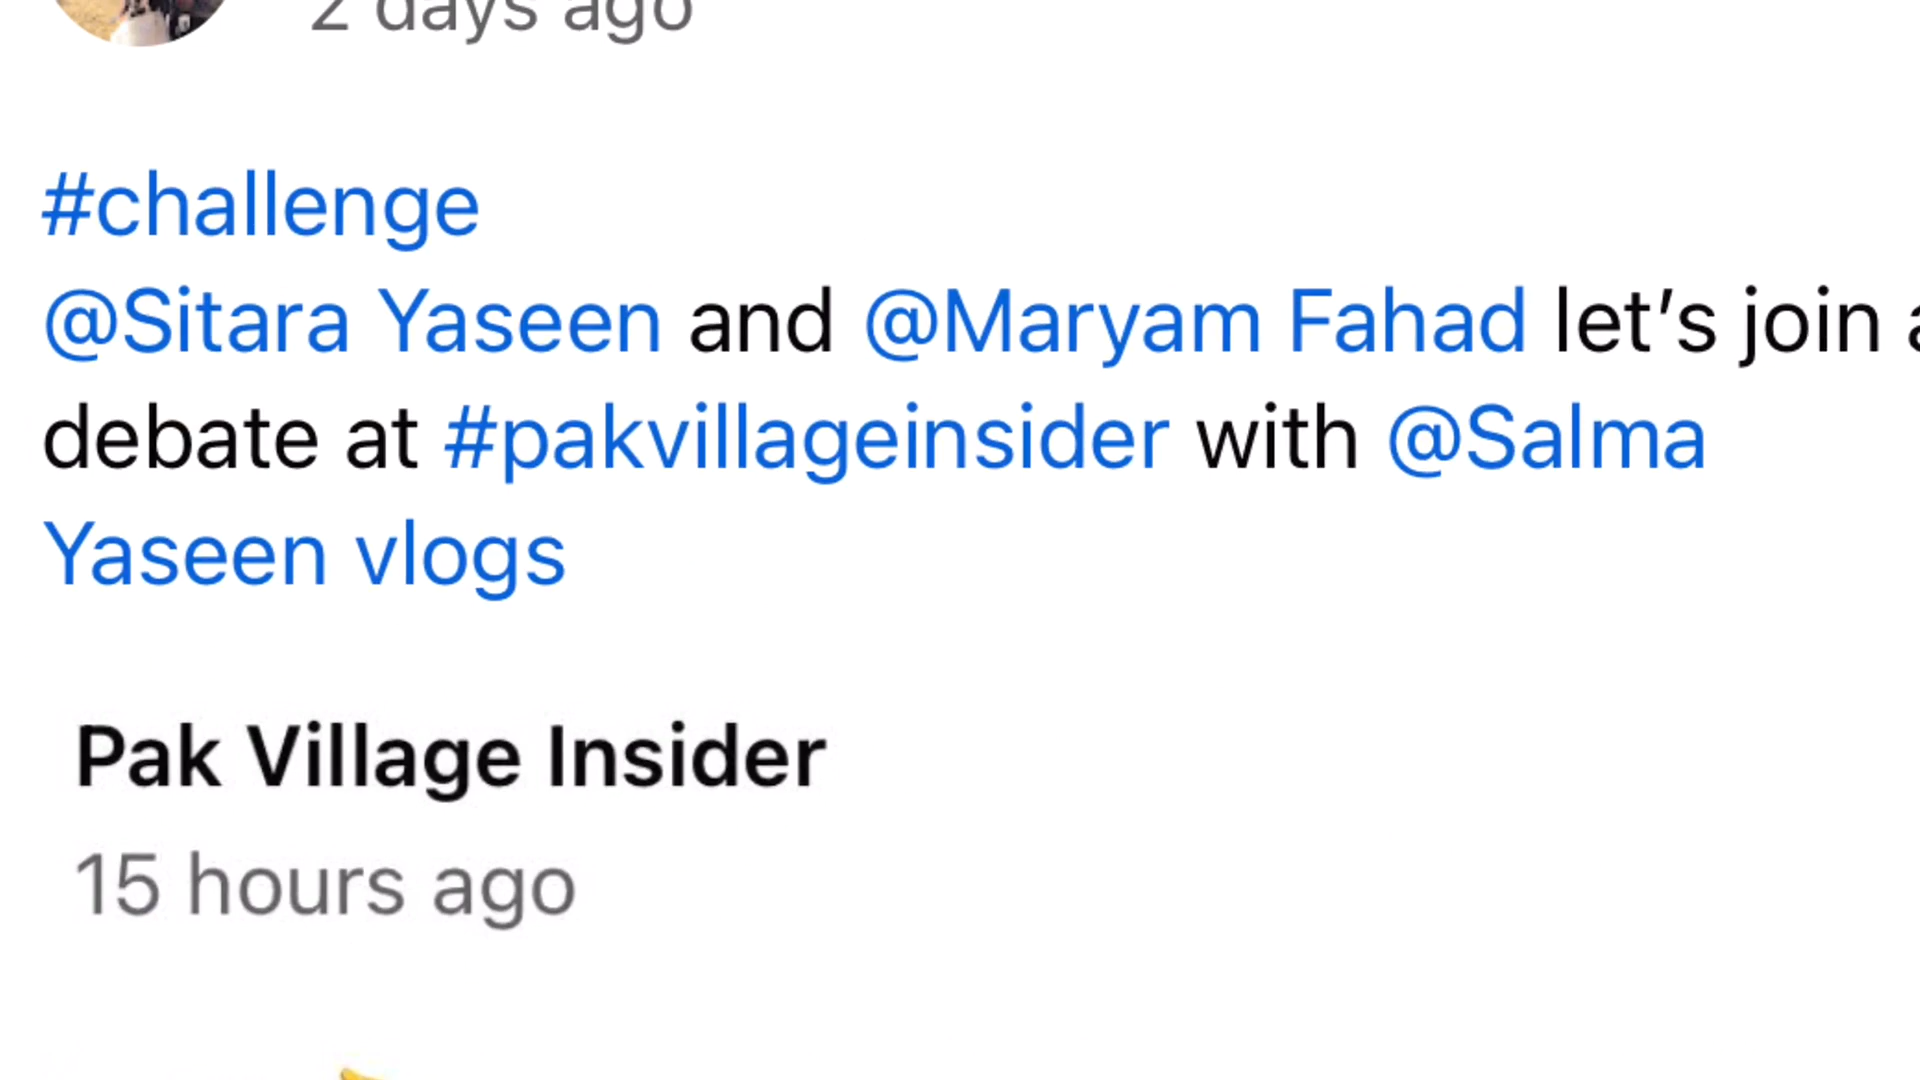 2 days ago
#challenge
@Sitara Yaseen and @Maryam Fahad let’s join a
debate at #pakvillageinsider with @Salma
Yaseen vlogs
Pak Village Insider
15 hours ago